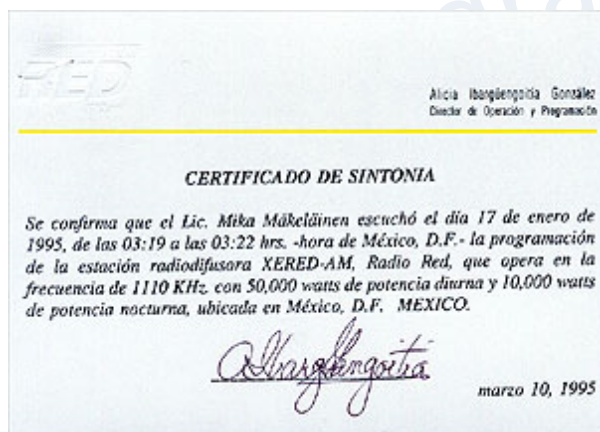 RED
Alicia Ibargüengoitia González
Director de Operación y Programación
CERTIFICADO DE SINTONIA
Se confirma que el Lic. Mika Mäkeläinen escuchó el día 17 de enero de
1995, de las 03:19 a las 03:22 hrs. -hora de México, D.F.- la programación
de la estación radiodifusora XERED-AM, Radio Red, que opera en la
frecuencia de 1110 KHz. con 50,000 watts de potencia diurna y 10,000 watts
de potencia nocturna, ubicada en México, D.F. MEXICO.
AIbargüengoitia
marzo 10, 1995